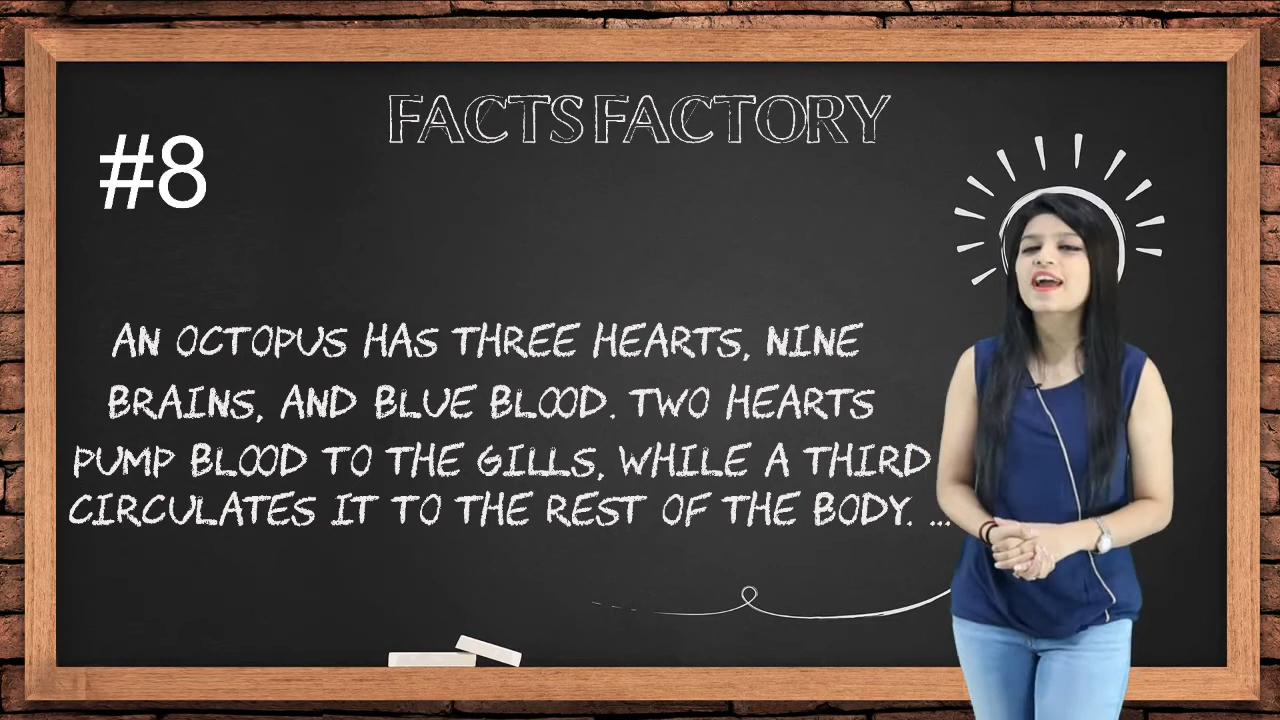 FACTS FACTORY
#8
AN OCTOPUS HAS THREE HEARTS, NINE
BRAINS, AND BLUE BLOOD. TWO HEARTS
PUMP BLOOD TO THE GILLS, WHILE A THIRD
CIRCULATES IT TO THE REST OF THE BODY. ...